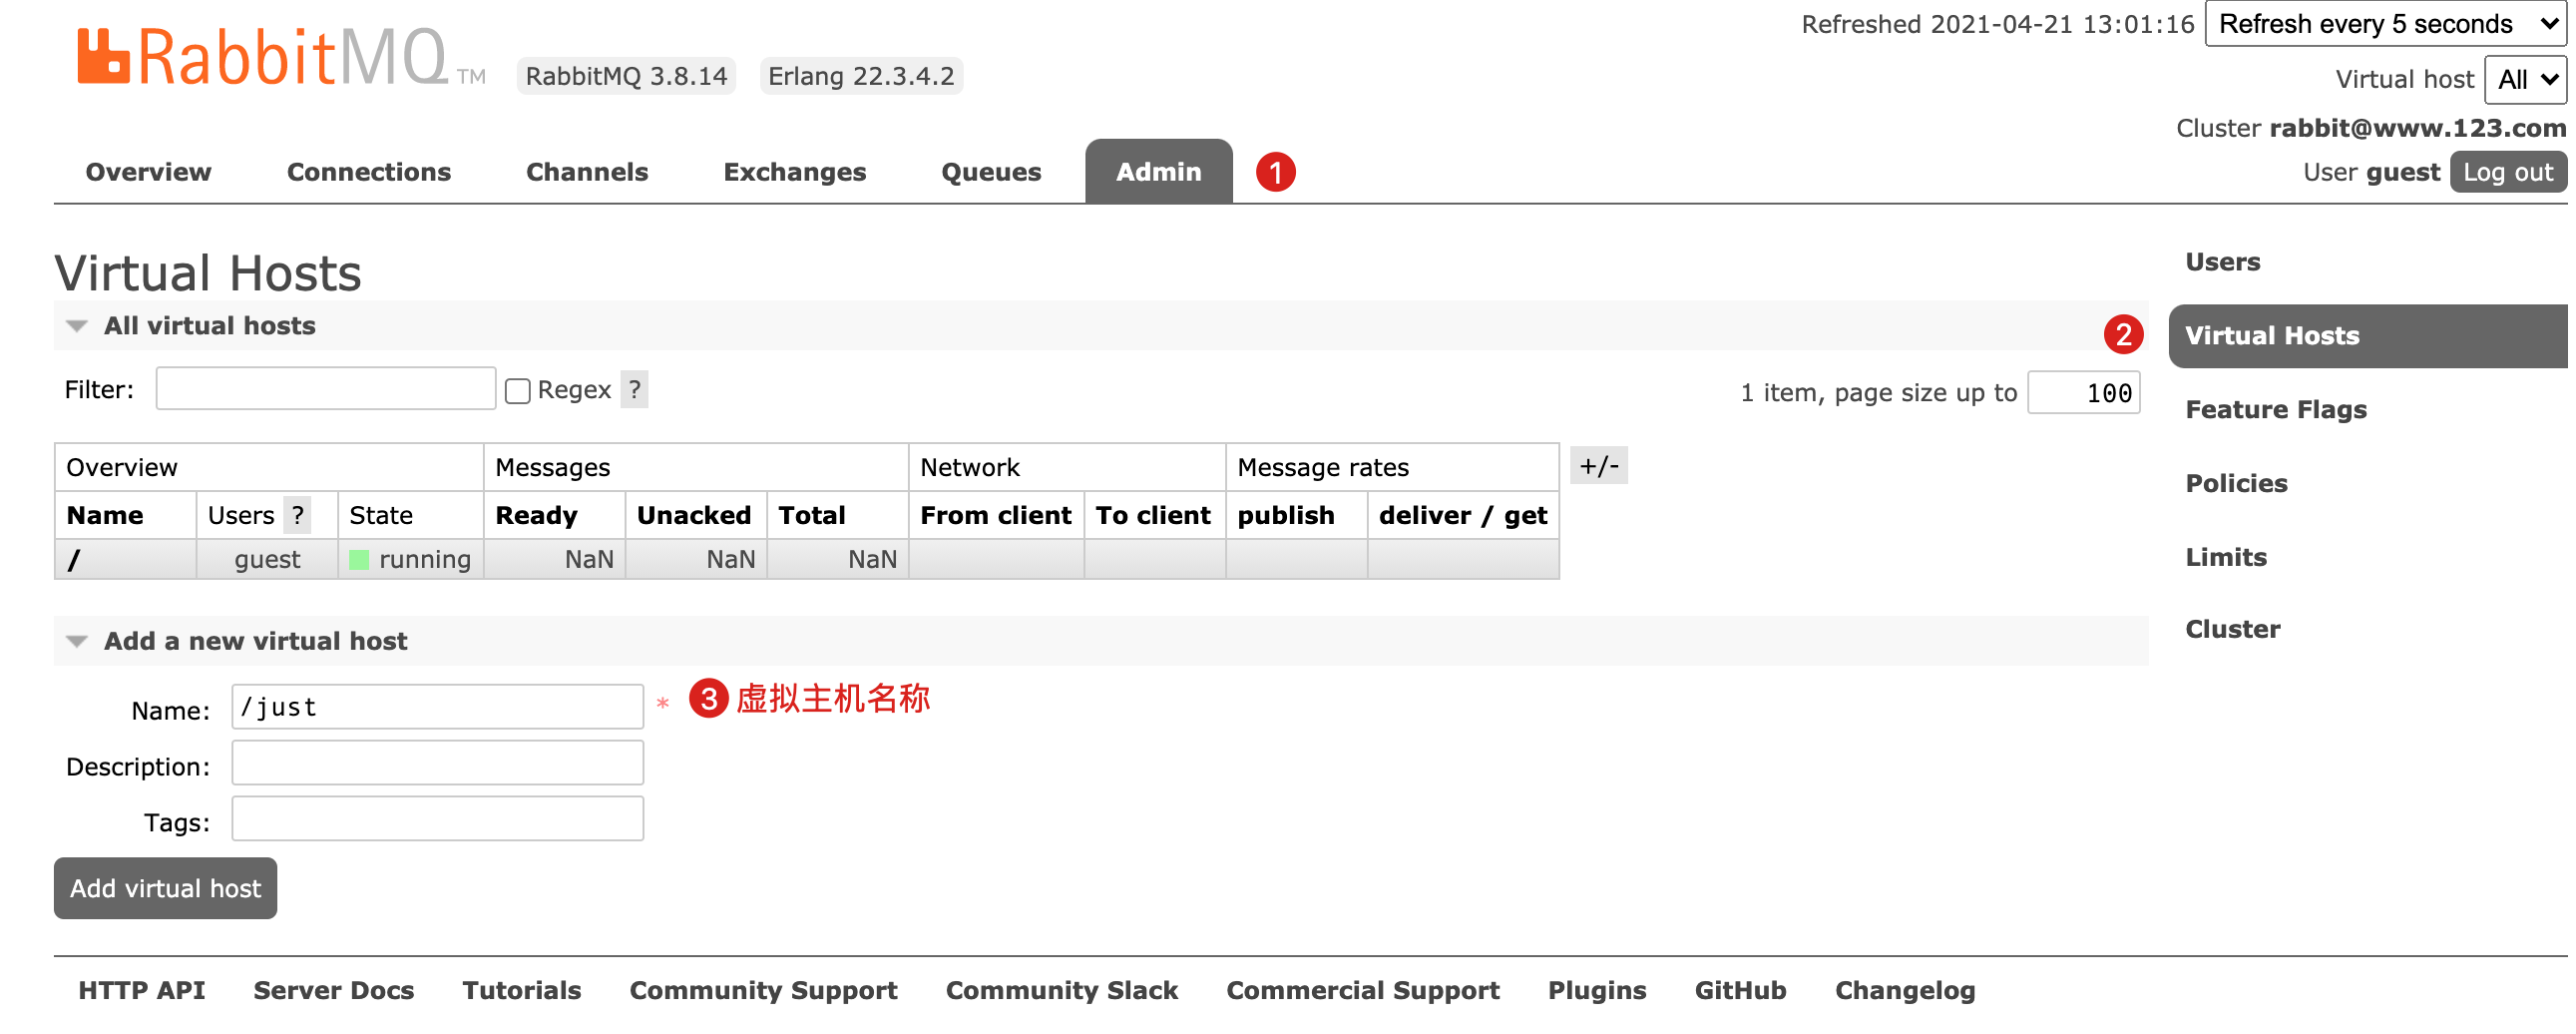 RabbitMQ TM
RabbitMQ 3.8.14 Erlang 22.3.4.2
Refreshed 2021-04-21 13:01:16 Refresh every 5 seconds
Virtual host All
Cluster rabbit@www.123.com
User guest Log out
Overview Connections Channels Exchanges Queues Admin 1
Virtual Hosts
All virtual hosts
Filter: Regex ?
1 item, page size up to 100
Overview Messages Network Message rates +/-
Name Users ? State Ready Unacked Total From client To client publish deliver / get
/ guest running NaN NaN NaN
Add a new virtual host
Name: /just * 3 虚拟主机名称
Description:
Tags:
Add virtual host
Users
2 Virtual Hosts
Feature Flags
Policies
Limits
Cluster
HTTP API Server Docs Tutorials Community Support Community Slack Commercial Support Plugins GitHub Changelog